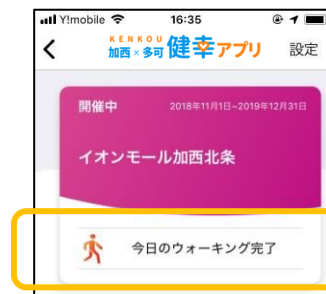 Y!mobile 16:35
KENKOU
加西×多可 健幸アプリ 設定
開催中 2018年11月1日~2019年12月31日
イオンモール加西北条
今日のウォーキング完了